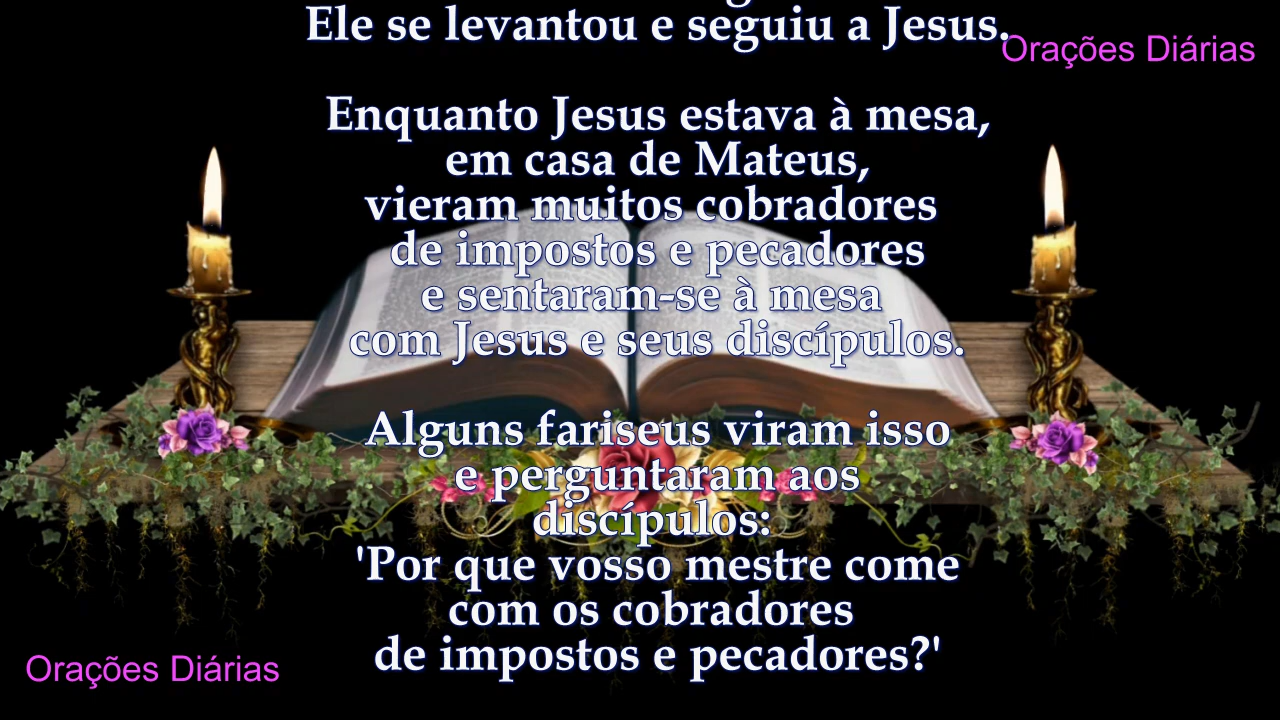 Ele se levantou e seguiu a Jesus.
Orações Diárias
Enquanto Jesus estava à mesa,
em casa de Mateus,
vieram muitos cobradores
de impostos e pecadores
e sentaram-se à mesa
com Jesus e seus discípulos.
Alguns fariseus viram isso
e perguntaram aos
discípulos:
'Por que vosso mestre come
com os cobradores
de impostos e pecadores?'
Orações Diárias